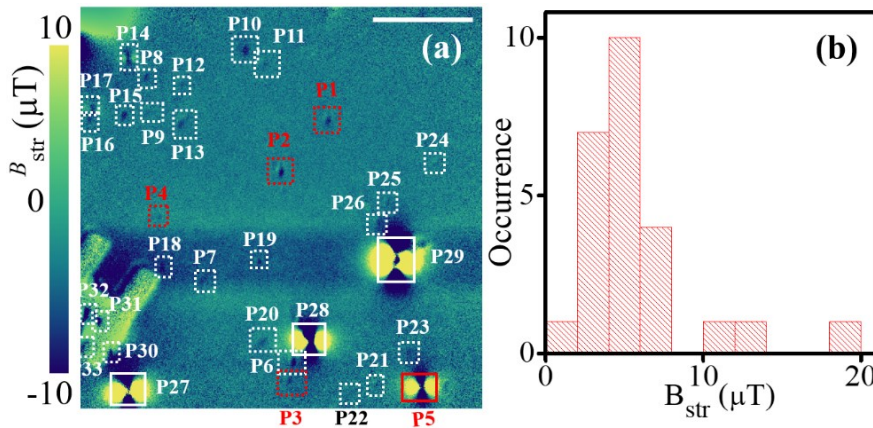 10
0
-10
B str (μT)
(a)
P10
P11
P14
P8
P12
P17
P15
P1
P16
P9
P13
P2
P24
P4
P25
P26
P18
P7
P19
P29
P32
P31
P20
P28
P23
33
P30
P6
P21
P27
P3
P22
P5
(b)
10
5
0
Occurrence
0
10
20
B str (μT)